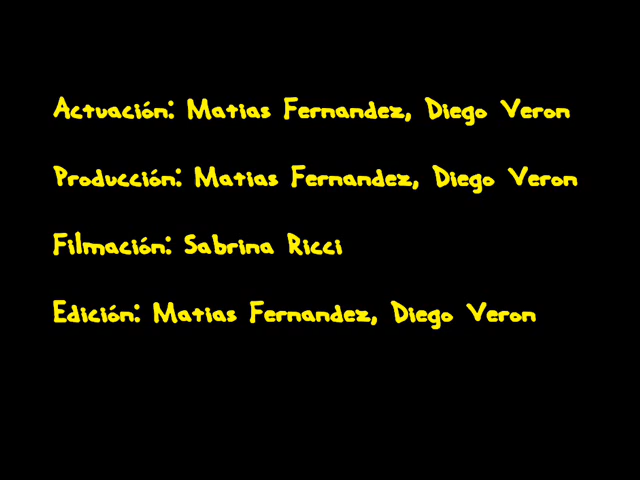 Actuación: Matias Fernandez, Diego Veron
Producción: Matias Fernandez, Diego Veron
Filmación: Sabrina Ricci
Edición: Matias Fernandez, Diego Veron